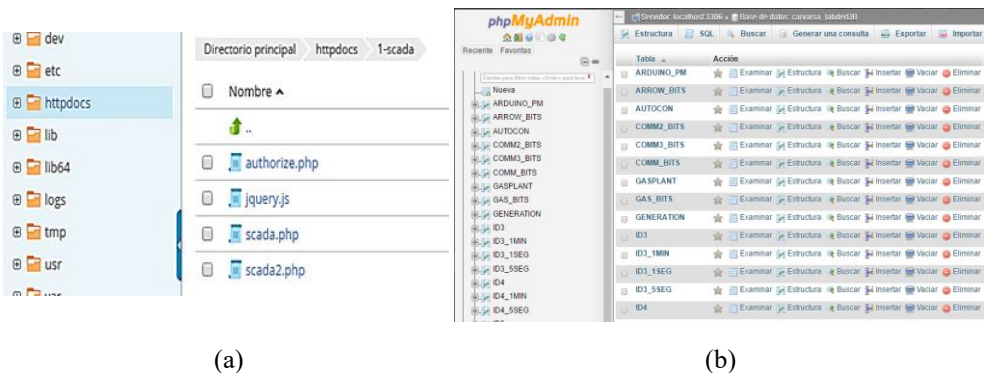 dev
etc
httpdocs
lib
lib64
logs
tmp
usr
Directorio principal httpdocs 1-scada
Nombre
..
authorize.php
jquery.js
scada.php
scada2.php
phpMyAdmin
Reciente Favoritas
Nueva
ARDUINO_PM
ARROW_BITS
AUTOCON
COMM2_BITS
COMM3_BITS
COMM_BITS
GASPLANT
GAS_BITS
GENERATION
ID3
ID3_1MIN
ID3_1SEG
ID3_5SEG
ID4
ID4_1MIN
ID4_5SEG
Servidor: localhost:3306 » Base de datos: carvarsa_labderDB
Estructura SQL Buscar Generar una consulta Exportar Importar
Tabla Acción
ARDUINO_PM Examinar Estructura Buscar Insertar Vaciar Eliminar
ARROW_BITS Examinar Estructura Buscar Insertar Vaciar Eliminar
AUTOCON Examinar Estructura Buscar Insertar Vaciar Eliminar
COMM2_BITS Examinar Estructura Buscar Insertar Vaciar Eliminar
COMM3_BITS Examinar Estructura Buscar Insertar Vaciar Eliminar
COMM_BITS Examinar Estructura Buscar Insertar Vaciar Eliminar
GASPLANT Examinar Estructura Buscar Insertar Vaciar Eliminar
GAS_BITS Examinar Estructura Buscar Insertar Vaciar Eliminar
GENERATION Examinar Estructura Buscar Insertar Vaciar Eliminar
ID3 Examinar Estructura Buscar Insertar Vaciar Eliminar
ID3_1MIN Examinar Estructura Buscar Insertar Vaciar Eliminar
ID3_1SEG Examinar Estructura Buscar Insertar Vaciar Eliminar
ID3_5SEG Examinar Estructura Buscar Insertar Vaciar Eliminar
ID4 Examinar Estructura Buscar Insertar Vaciar Eliminar
(a) (b)